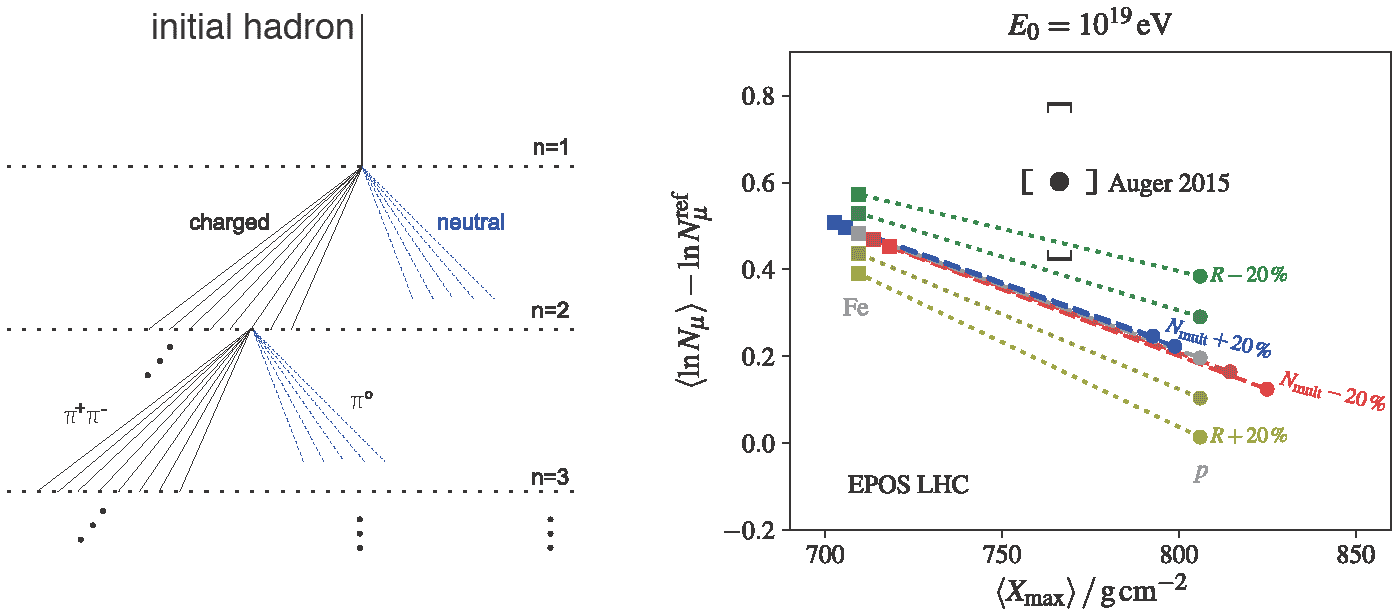 initial hadron
n=1
charged
neutral
n=2
π⁺π⁻
π⁰
n=3
E₀ = 10¹⁹ eV
⟨ln N_μ⟩ − ln N_μ^ref
0.8
0.6
0.4
0.2
0.0
−0.2
[ ] Auger 2015
R − 20 %
Fe
N_mult + 20 %
N_mult − 20 %
R + 20 %
p
EPOS LHC
700
750
800
850
⟨X_max⟩ / g cm⁻²